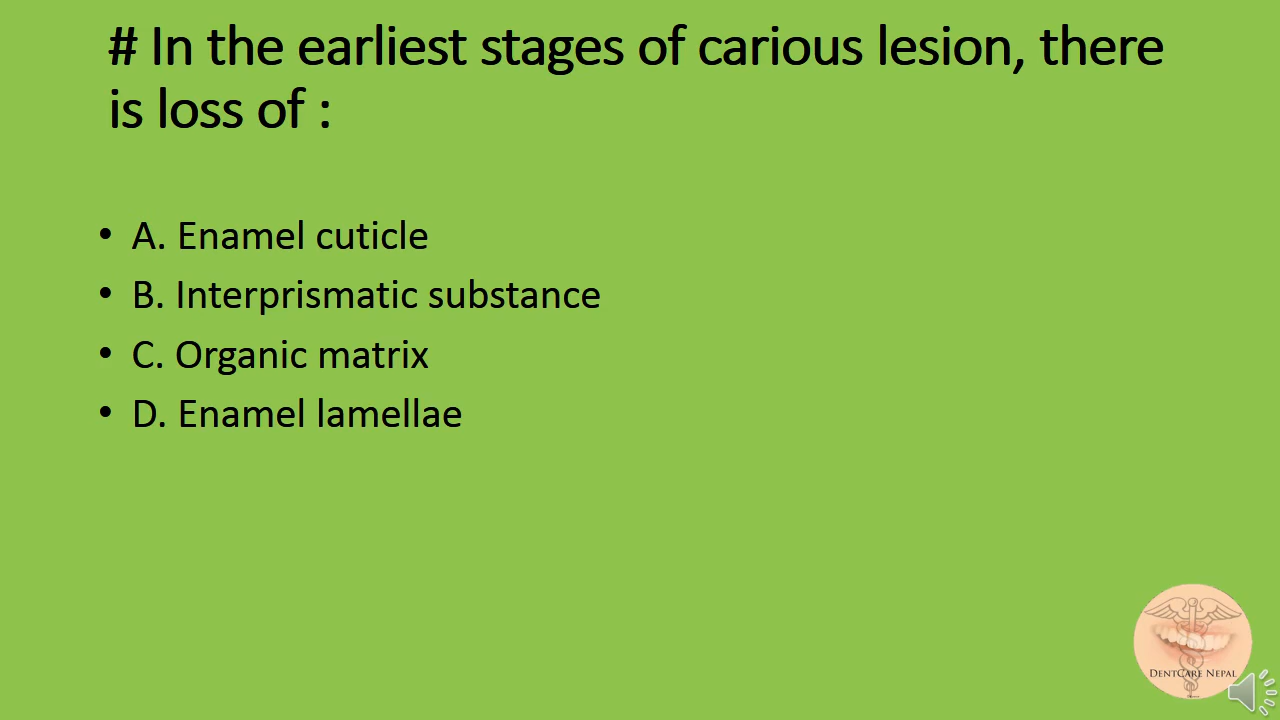 # In the earliest stages of carious lesion, there
is loss of :
• A. Enamel cuticle
• B. Interprismatic substance
• C. Organic matrix
• D. Enamel lamellae
DENTCARE NEPAL